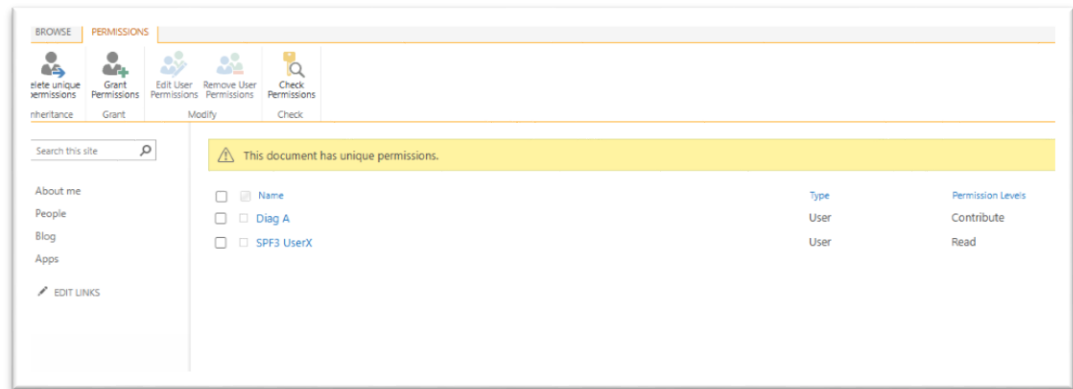 BROWSE PERMISSIONS
elete unique Grant Edit User Remove User Check
permissions Permissions Permissions Permissions Permissions
nheritance Grant Modify Check
Search this site
This document has unique permissions.
About me
People
Blog
Apps
EDIT LINKS
Name Type Permission Levels
Diag A User Contribute
SPF3 UserX User Read